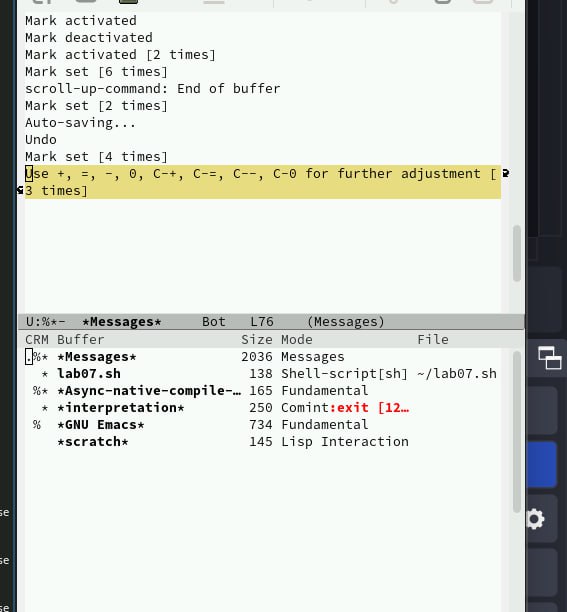 Mark activated
Mark deactivated
Mark activated [2 times]
Mark set [6 times]
scroll-up-command: End of buffer
Mark set [2 times]
Auto-saving...
Undo
Mark set [4 times]
Use +, =, -, 0, C-+, C-=, C--, C-0 for further adjustment [
3 times]
U:%*- *Messages* Bot L76 (Messages)
CRM Buffer Size Mode File
.%* *Messages* 2036 Messages
* lab07.sh 138 Shell-script[sh] ~/lab07.sh
%* *Async-native-compile-… 165 Fundamental
* *interpretation* 250 Comint:exit [12…
% *GNU Emacs* 734 Fundamental
*scratch* 145 Lisp Interaction
se
se
se